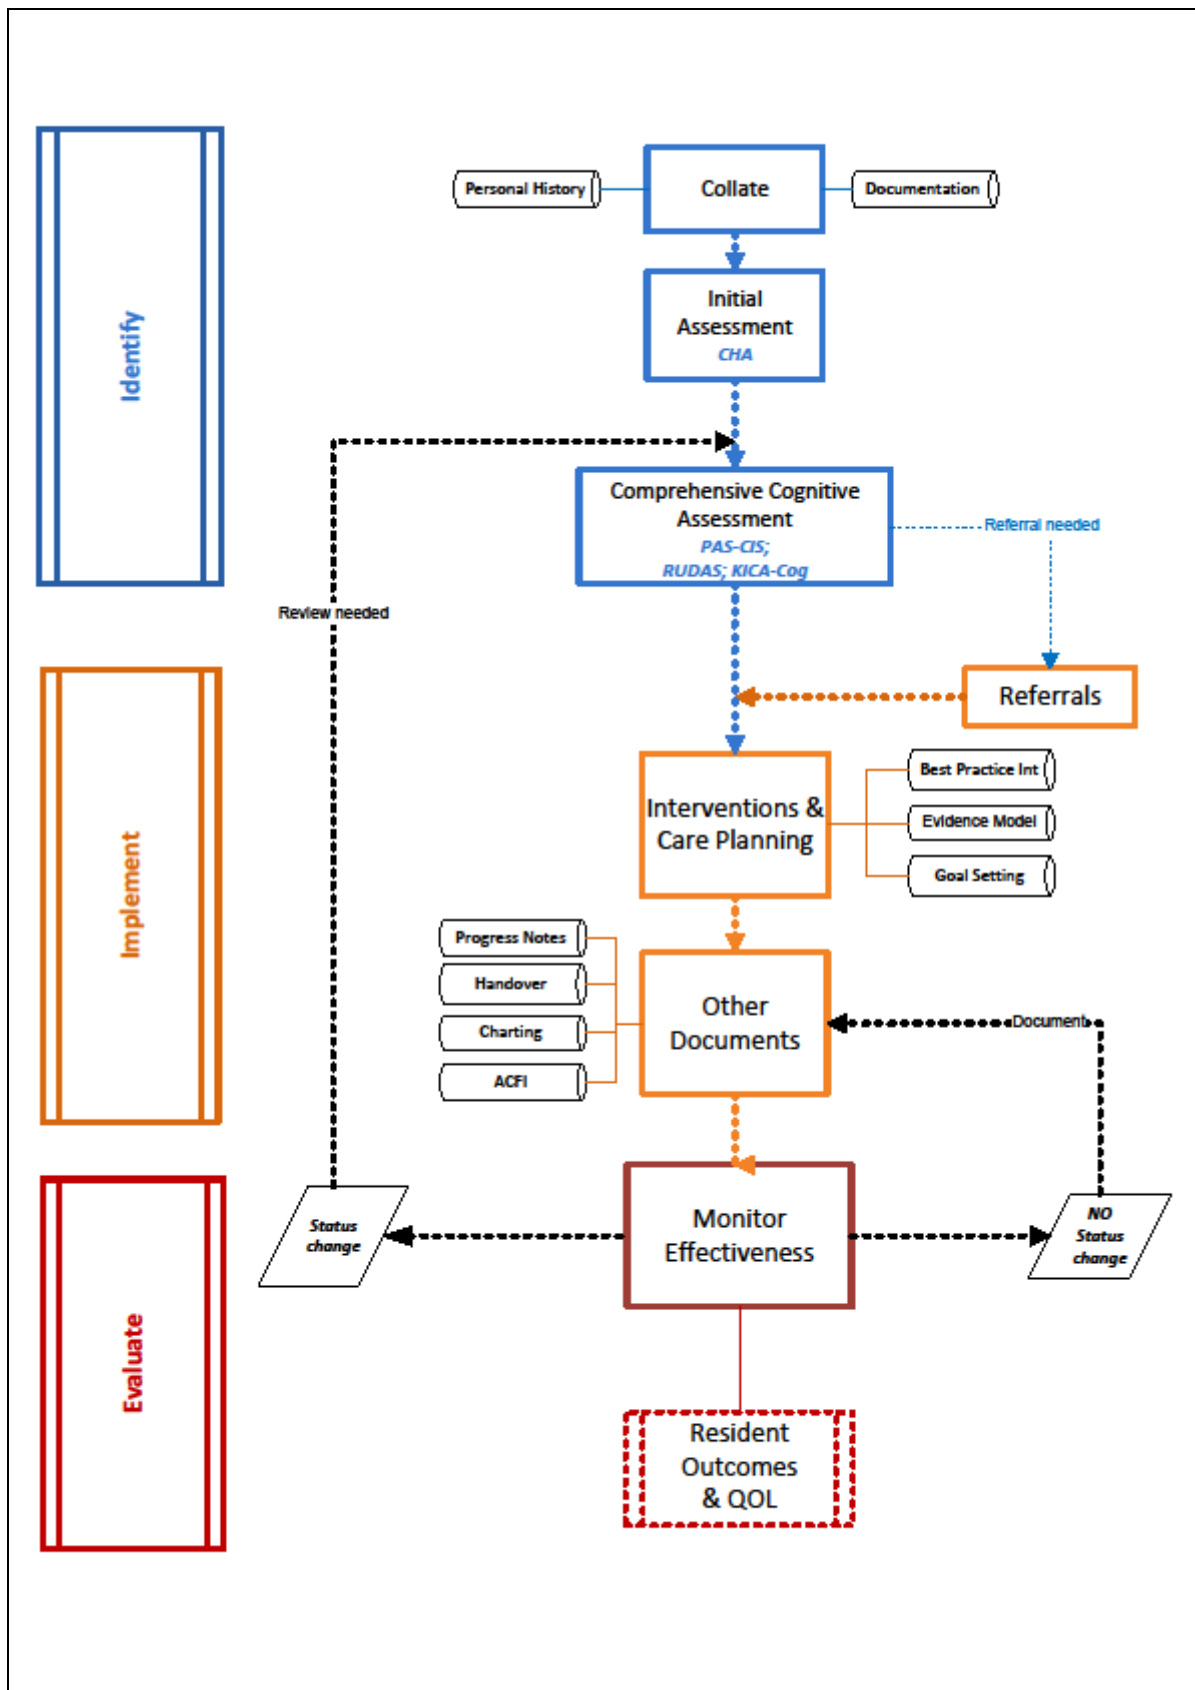 Identify
Personal History
Collate
Documentation
Initial
Assessment
CHA
Comprehensive Cognitive
Assessment
PAS-CIS;
RUDAS; KICA-Cog
Referral needed
Review needed
Implement
Referrals
Interventions &
Care Planning
Best Practice Int
Evidence Model
Goal Setting
Progress Notes
Handover
Charting
ACFI
Other
Documents
Document
Evaluate
Status
change
Monitor
Effectiveness
NO
Status
change
Resident
Outcomes
& QOL